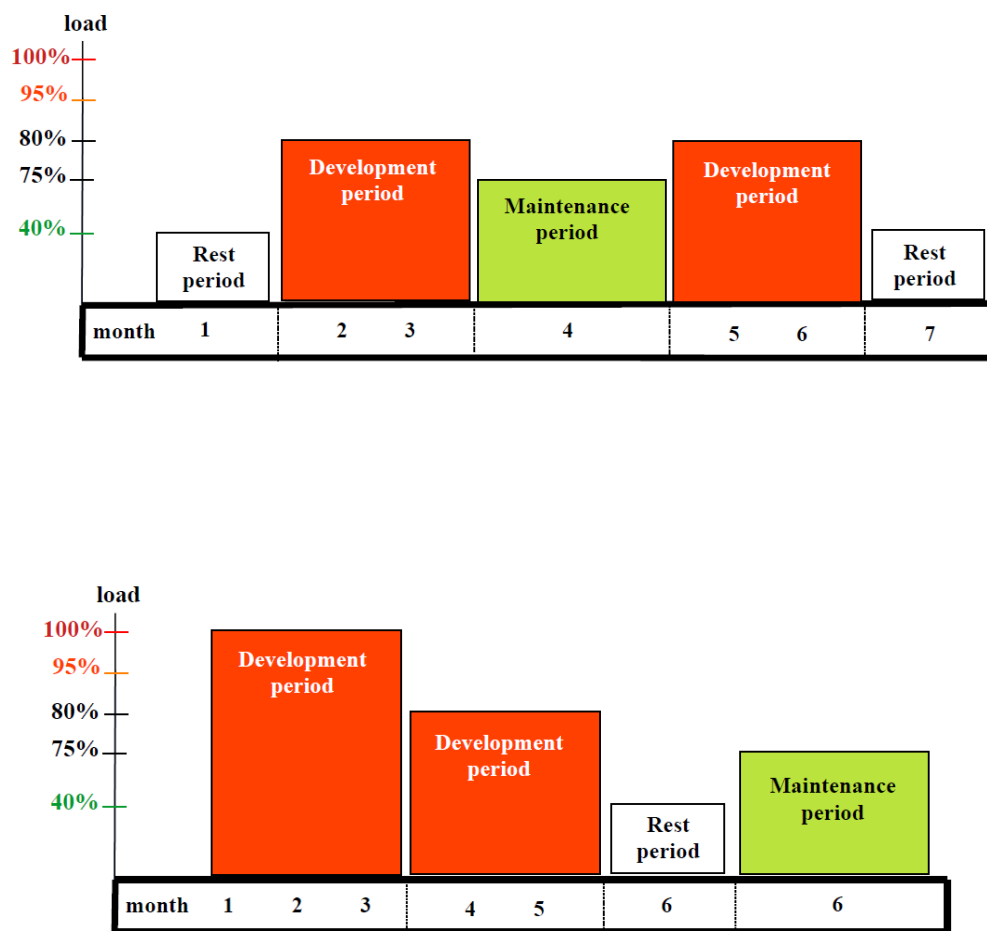 load
100%
95%
80%
75%
40%
Development
period
Maintenance
period
Development
period
Rest
period
Rest
period
month 1 2 3 4 5 6 7
load
100%
95%
80%
75%
40%
Development
period
Development
period
Rest
period
Maintenance
period
month 1 2 3 4 5 6 6